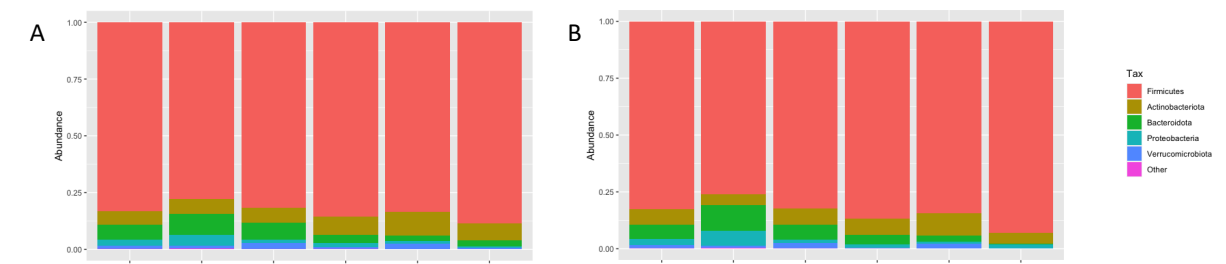 A
Abundance
1.00
0.75
0.50
0.25
0.00
B
Abundance
1.00
0.75
0.50
0.25
0.00
Tax
Firmicutes
Actinobacteriota
Bacteroidota
Proteobacteria
Verrucomicrobiota
Other